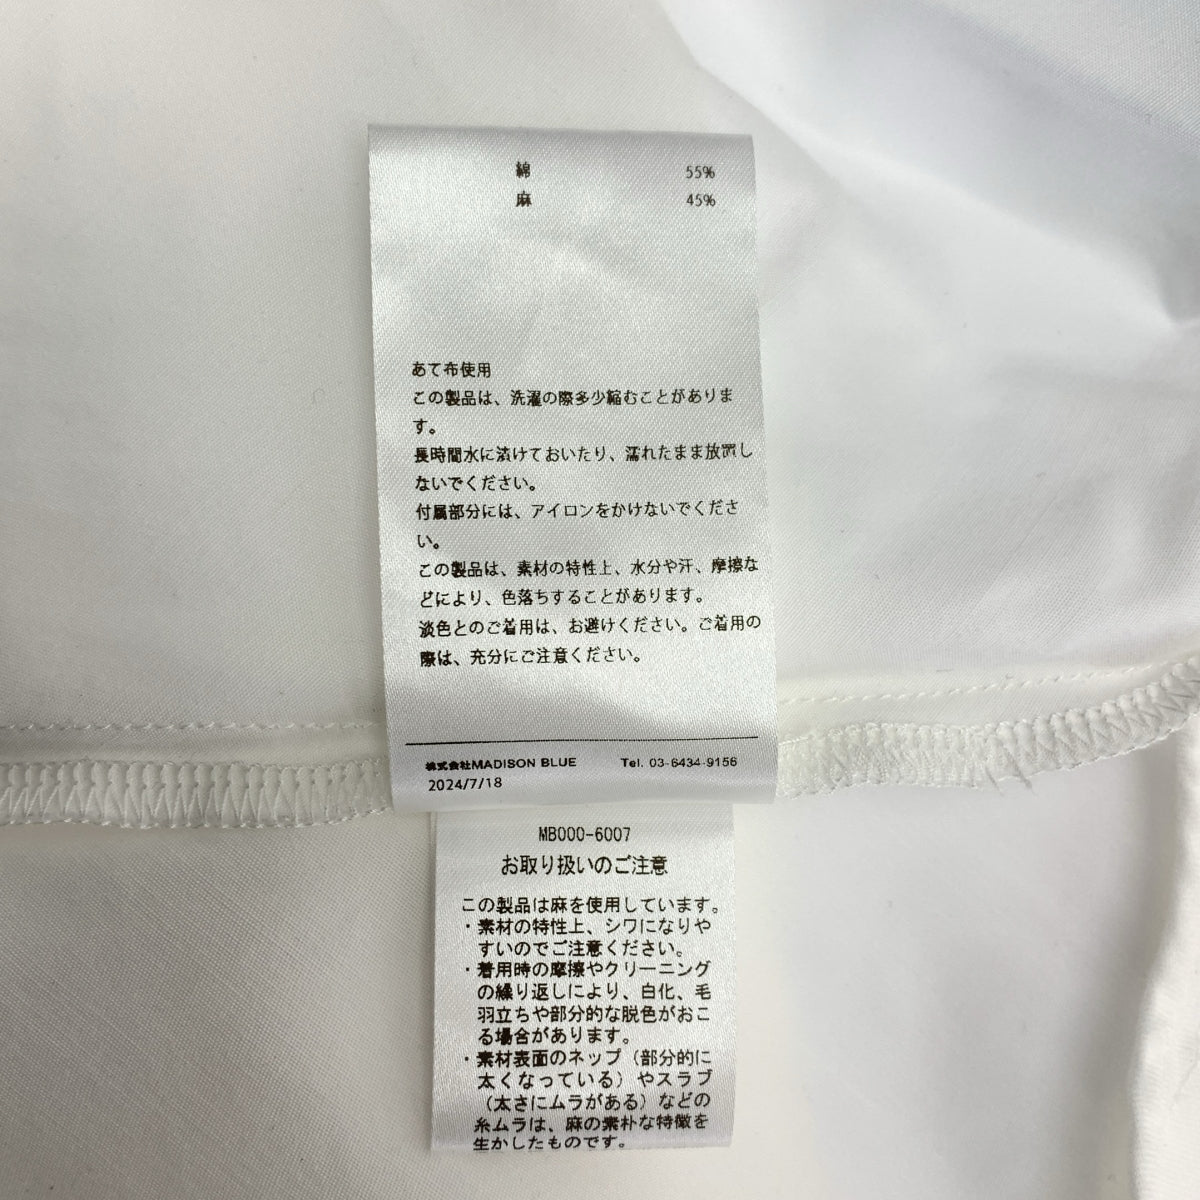 綿 55%
麻 45%
あて布使用
この製品は、洗濯の際多少縮むことがありま
す。
長時間水に漬けておいたり、濡れたまま放置し
ないでください。
付属部分には、アイロンをかけないでくださ
い。
この製品は、素材の特性上、水分や汗、摩擦な
どにより、色落ちすることがあります。
淡色とのご着用は、お避けください。ご着用の
際は、充分にご注意ください。
株式会社MADISON BLUE Tel. 03-6434-9156
2024/7/18
MB000-6007
お取り扱いのご注意
この製品は麻を使用しています。
・素材の特性上、シワになりや
すいのでご注意ください。
・着用時の摩擦やクリーニング
の繰り返しにより、白化、毛
羽立ちや部分的な脱色がおこ
る場合があります。
・素材表面のネップ（部分的に
太くなっている）やスラブ
（太さにムラがある）などの
糸ムラは、麻の素朴な特徴を
生かしたものです。